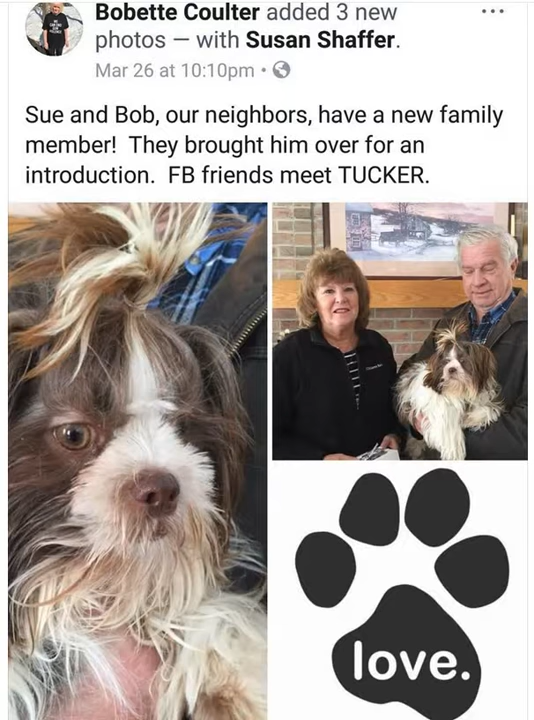 Bobette Coulter added 3 new
photos — with Susan Shaffer.
Mar 26 at 10:10pm •
Sue and Bob, our neighbors, have a new family
member! They brought him over for an
introduction. FB friends meet TUCKER.
love.